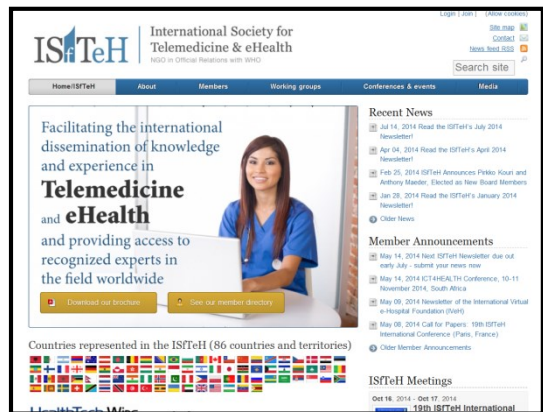 Login | Join | (Allow cookies)
Site map
Contact
News feed RSS
Search site
ISfTeH
International Society for
Telemedicine & eHealth
NGO in Official Relations with WHO
Home/ISfTeH About Members Working groups Conferences & events Media
Facilitating the international
dissemination of knowledge
and experience in
Telemedicine
and eHealth
and providing access to
recognized experts in
the field worldwide
Download our brochure
See our member directory
Countries represented in the ISfTeH (86 countries and territories)
HealthTech Wire
Recent News
Jul 14, 2014 Read the ISfTeH's July 2014
Newsletter!
Apr 04, 2014 Read the ISfTeH's April 2014
Newsletter!
Feb 25, 2014 ISfTeH Announces Pirkko Kouri and
Anthony Maeder, Elected as New Board Members
Jan 28, 2014 Read the ISfTeH's January 2014
Newsletter!
Older News
Member Announcements
May 14, 2014 Next ISfTeH Newsletter due out
early July - submit your news now
May 14, 2014 ICT4HEALTH Conference, 10-11
November 2014, South Africa
May 09, 2014 Newsletter of the International Virtual
e-Hospital Foundation (IVeH)
May 08, 2014 Call for Papers: 19th ISfTeH
International Conference (Paris, France)
Older Member Announcements
ISfTeH Meetings
Oct 16, 2014 - Oct 17, 2014
19th ISfTeH International